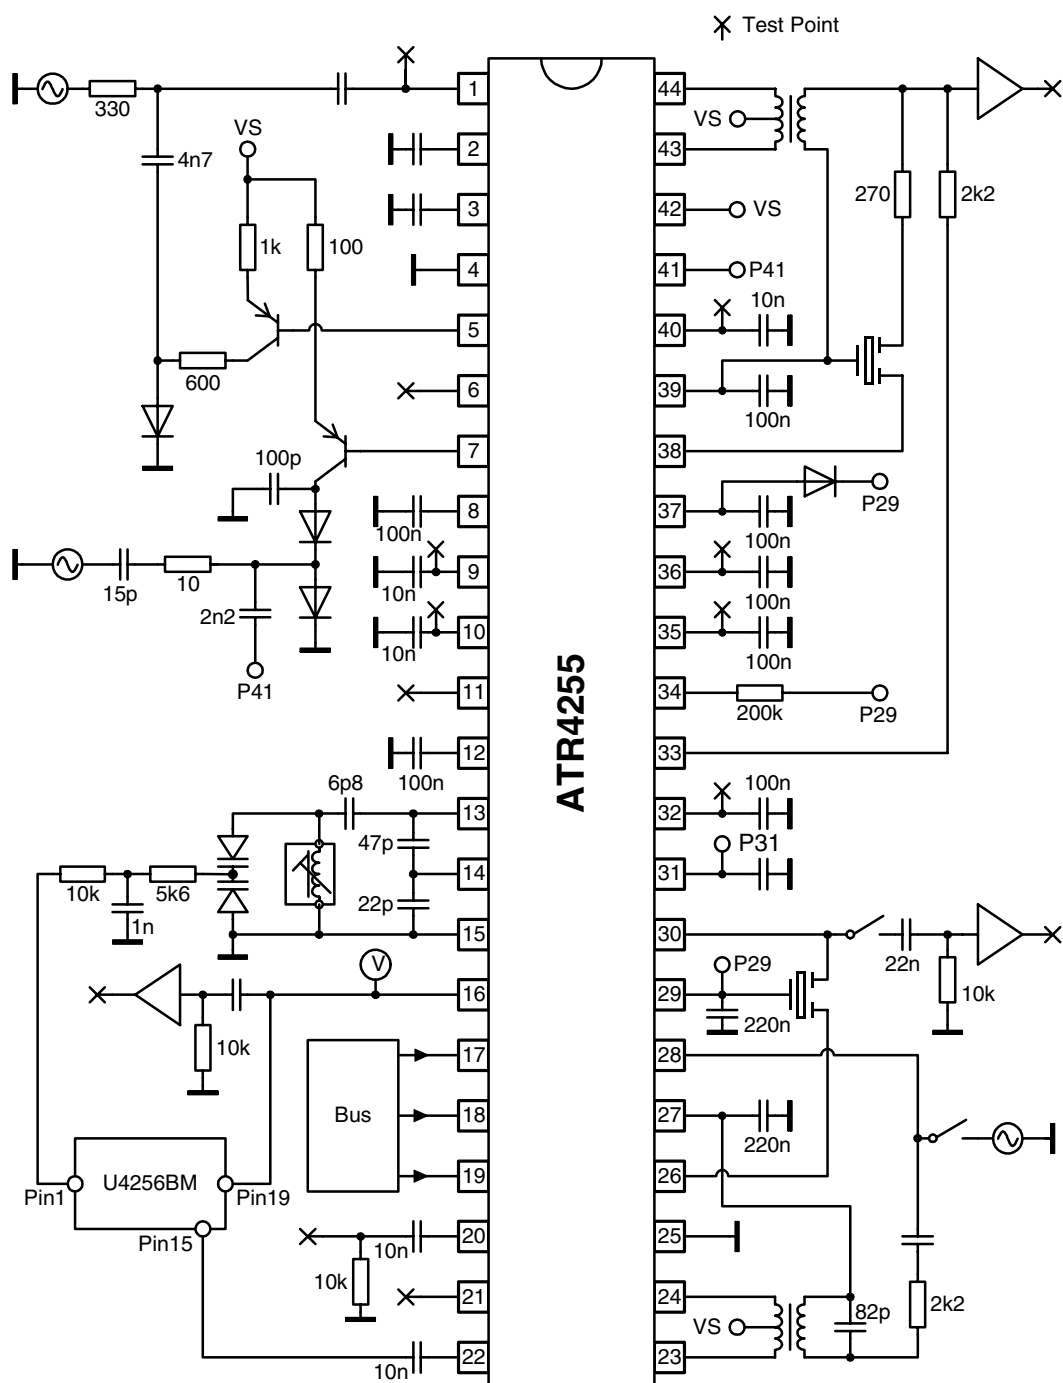 Test Point
1
44
330
VS
VS
43
4n7
2
270
2k2
3
42
VS
1k
100
4
41
P41
10n
5
40
600
6
39
100n
100p
7
38
8
37
P29
100n
100n
9
36
15p
10
10n
100n
2n2
10
35
10n
100n
P41
11
34
200k
P29
ATR4255
12
33
100n
6p8
13
32
100n
47p
P31
10k
5k6
14
31
1n
22p
15
30
22n
V
P29
16
29
10k
10k
220n
17
28
Bus
18
27
220n
U4256BM
19
26
Pin1
Pin19
Pin15
20
25
10n
10k
21
24
82p
2k2
VS
22
23
10n